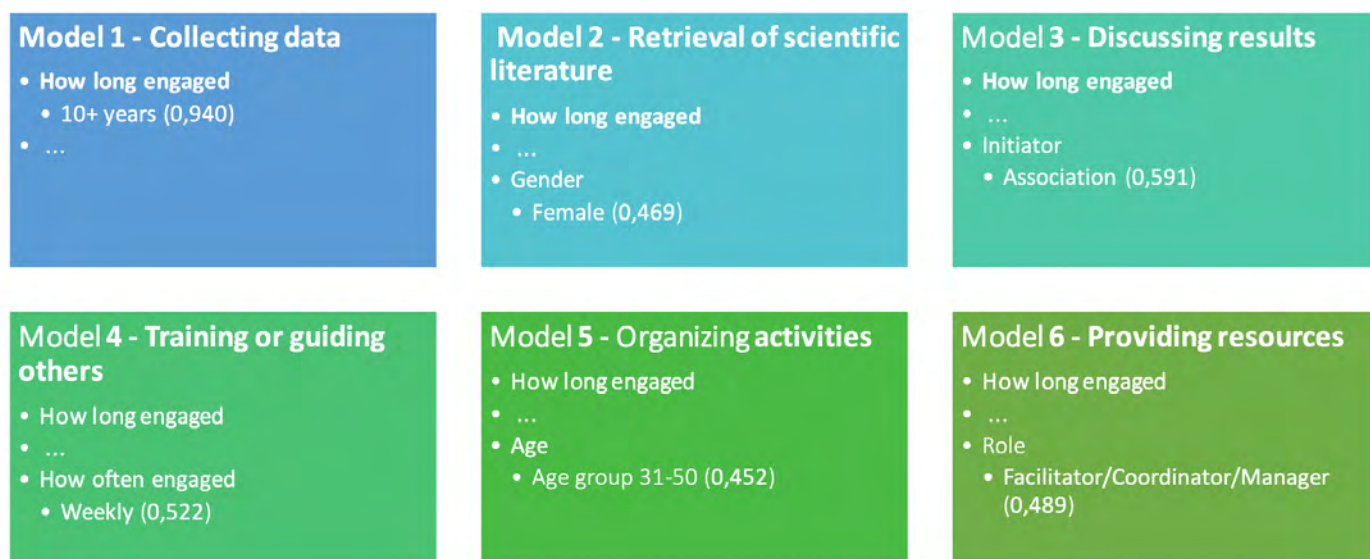 Model 1 - Collecting data
• How long engaged
• 10+ years (0,940)
• ...
Model 2 - Retrieval of scientific
literature
• How long engaged
• ...
• Gender
• Female (0,469)
Model 3 - Discussing results
• How long engaged
• ...
• Initiator
• Association (0,591)
Model 4 - Training or guiding
others
• How long engaged
• ...
• How often engaged
• Weekly (0,522)
Model 5 - Organizing activities
• How long engaged
• ...
• Age
• Age group 31-50 (0,452)
Model 6 - Providing resources
• How long engaged
• ...
• Role
• Facilitator/Coordinator/Manager
(0,489)